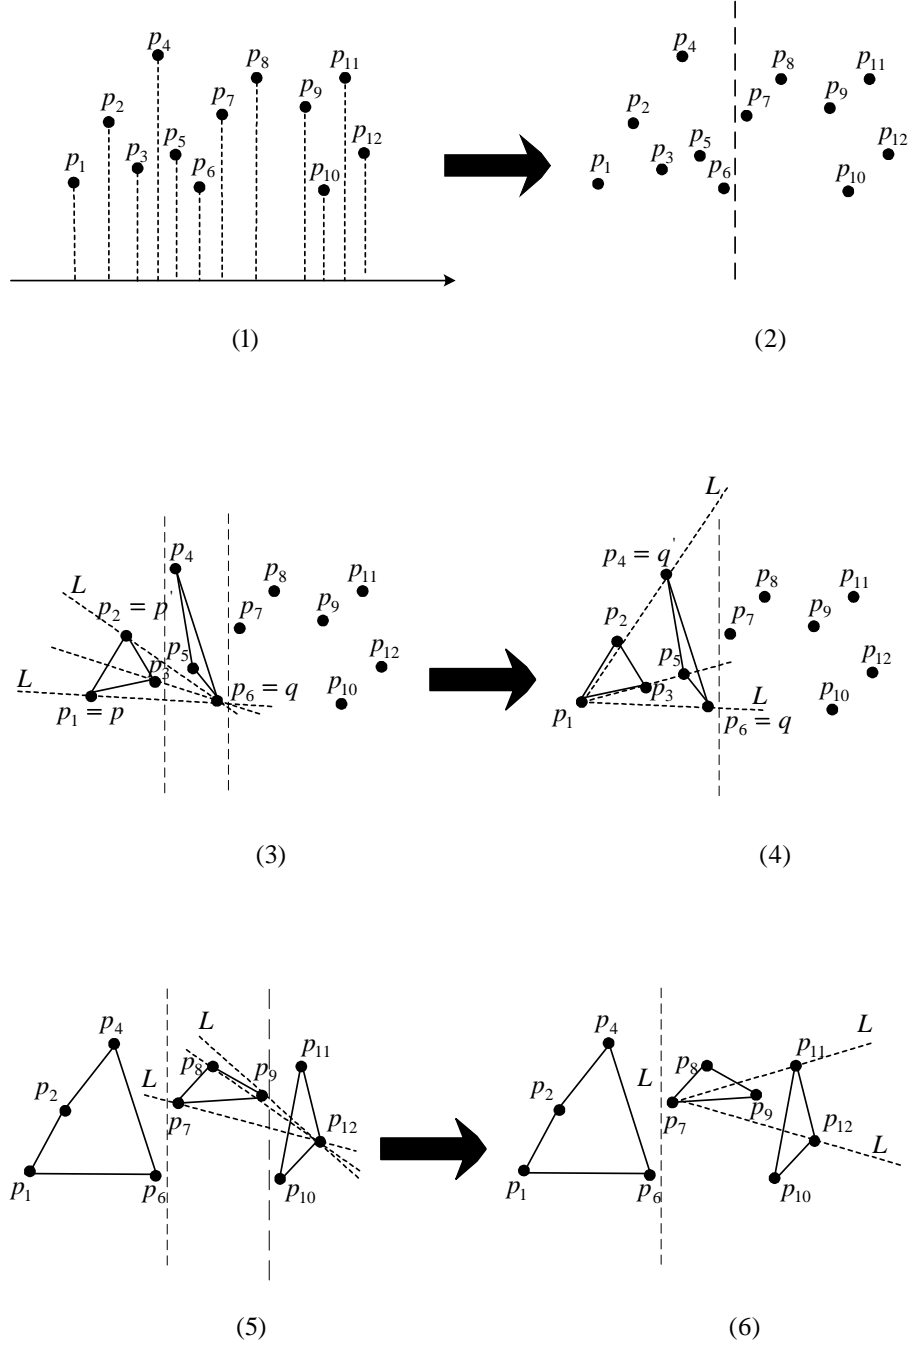 p₄
p₈ p₁₁
p₂ p₇ p₉
p₁ p₃ p₅ p₆ p₁₀ p₁₂
p₄
p₈ p₁₁
p₂ p₇ p₉
p₁ p₃ p₅ p₆ p₁₀ p₁₂
(1) (2)
p₄
L p₂ = p' p₈ p₁₁
p₇ p₉
p₅ p₃ p₁₂
L p₁ = p p₆ = q p₁₀
L
p₄ = q'
p₂ p₈ p₁₁
p₇ p₉
p₅ p₃ p₁₂
p₁ L p₆ = q p₁₀
(3) (4)
p₄ L p₁₁
p₈ p₉
p₂ L p₇ p₁₂
p₁ p₆ p₁₀
p₄ p₁₁ L
p₈
p₂ L p₇ p₉ p₁₂
L
p₁ p₆ p₁₀
(5) (6)